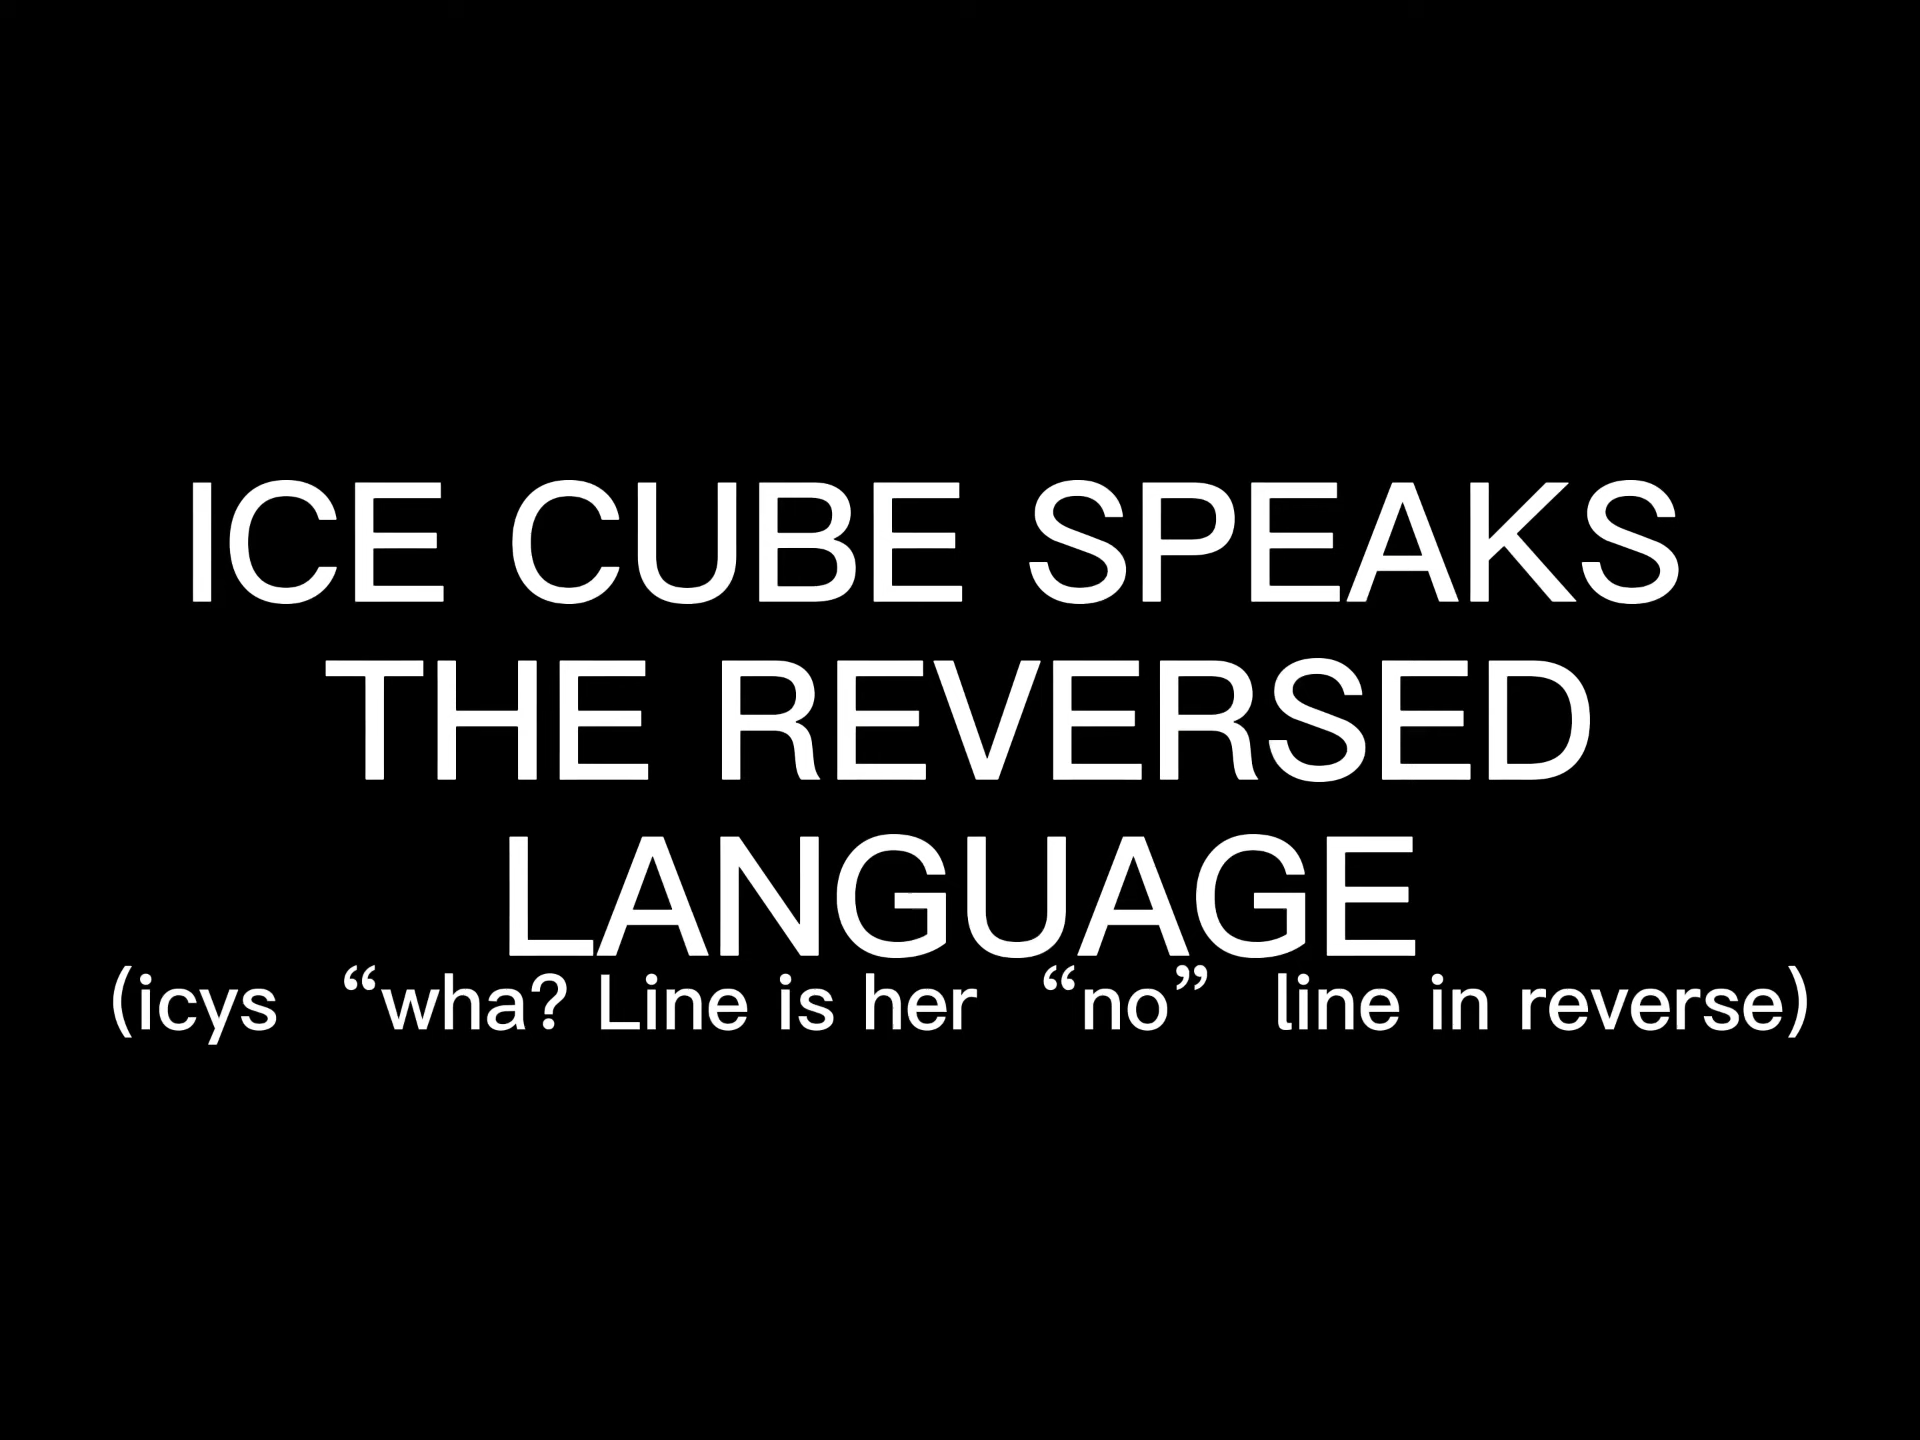 ICE CUBE SPEAKS
THE REVERSED
LANGUAGE
(icys “wha? Line is her “no” line in reverse)